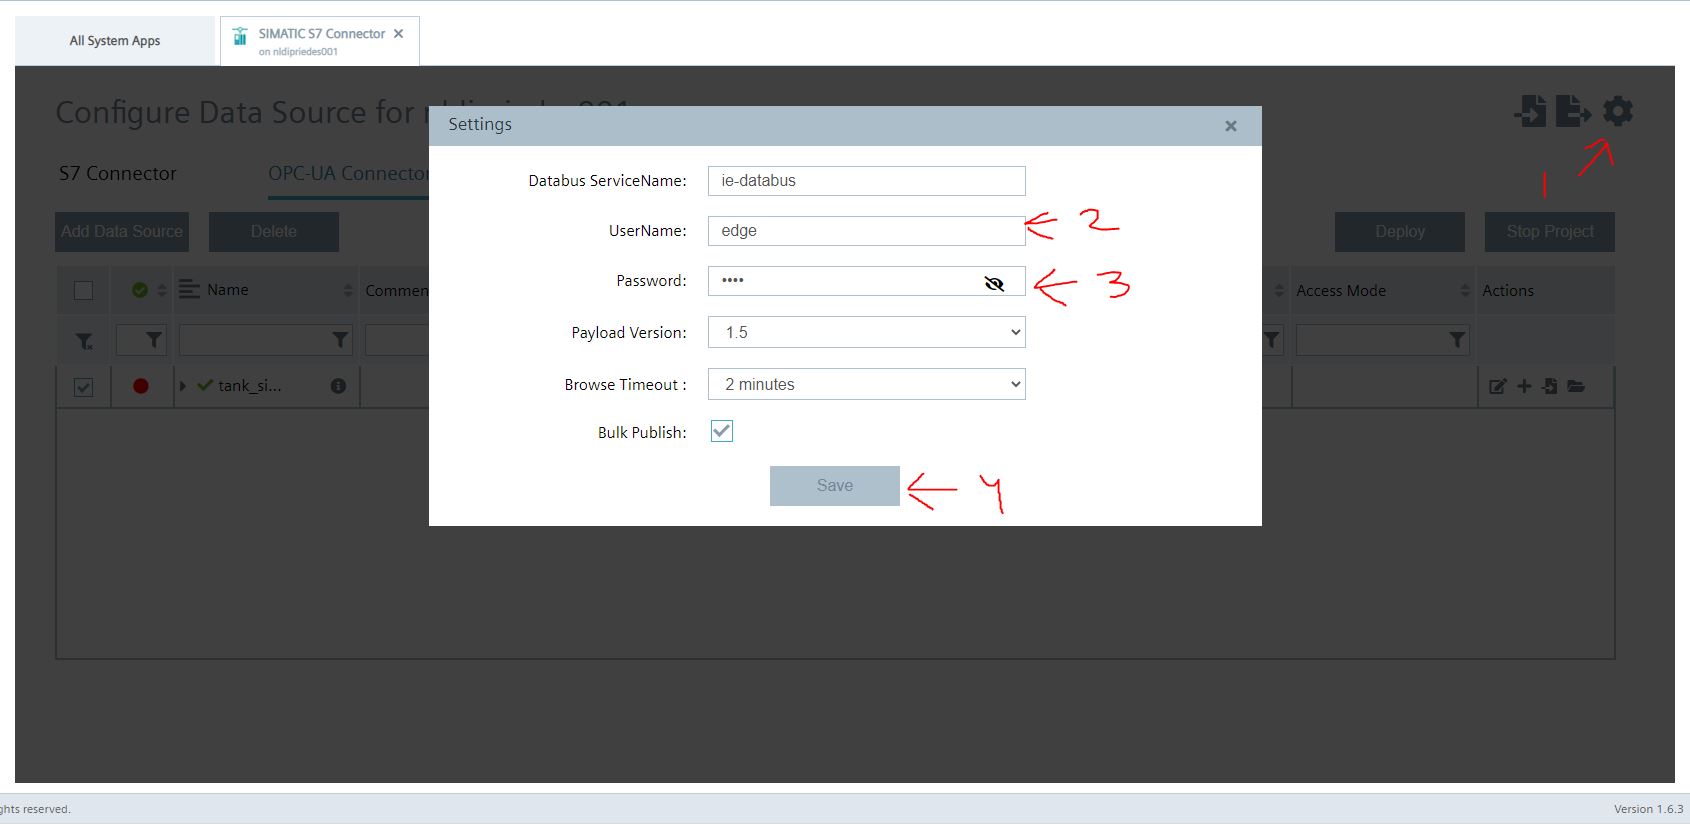 All System Apps
SIMATIC S7 Connector
on nldipriedes001
Configure Data Source for
Settings
1
S7 Connector
OPC-UA Connector
Databus ServiceName:
ie-databus
UserName:
edge
2
Add Data Source
Delete
Deploy
Stop Project
Password:
••••
3
Name
Commen
Access Mode
Actions
Payload Version:
1.5
Browse Timeout :
2 minutes
tank_si...
Bulk Publish:
Save
4
ghts reserved.
Version 1.6.3